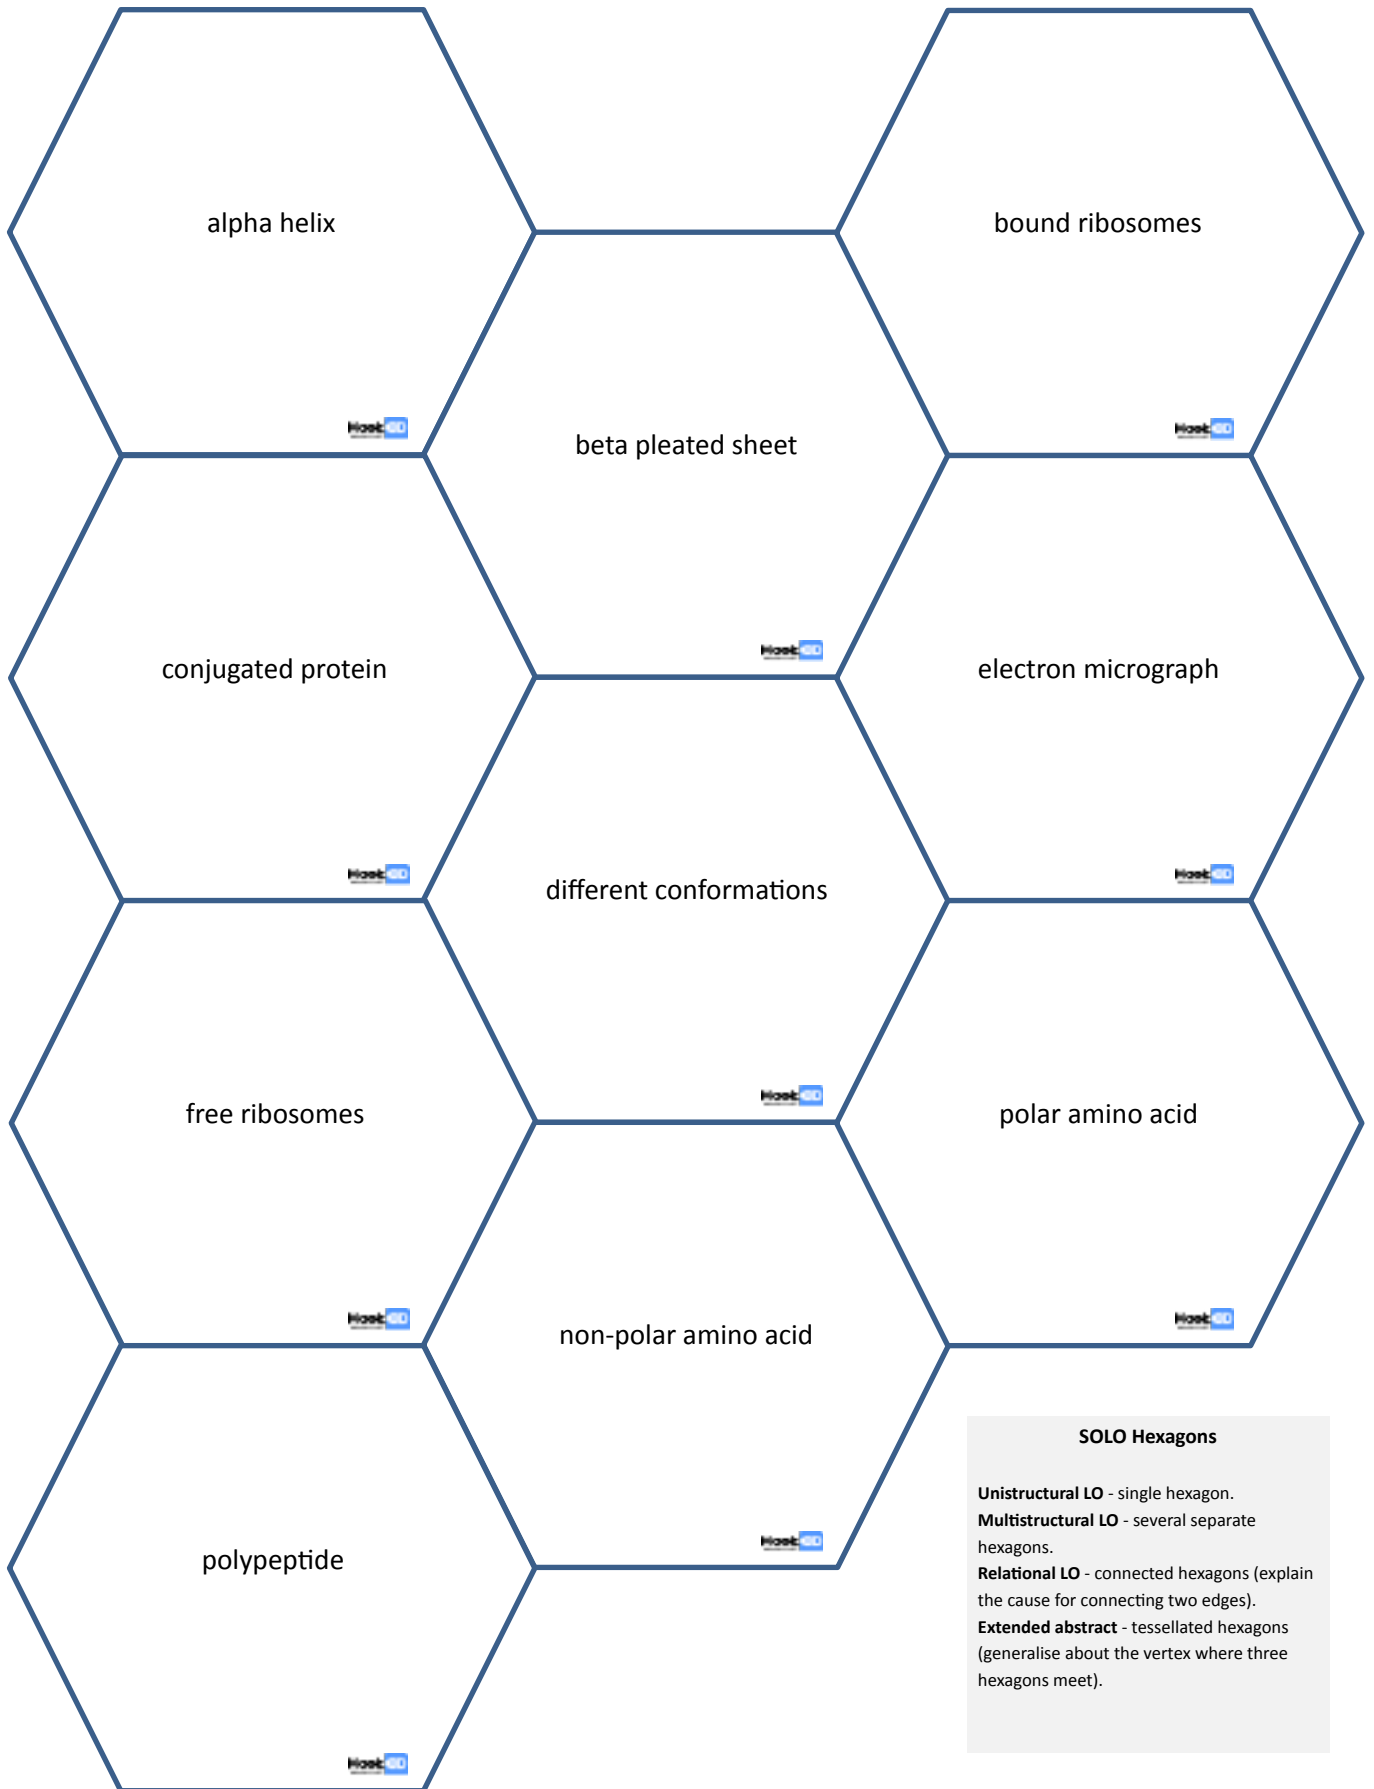 alpha helix
bound ribosomes
beta pleated sheet
conjugated protein
electron micrograph
different conformations
free ribosomes
polar amino acid
non-polar amino acid
polypeptide
SOLO Hexagons
Unistructural LO - single hexagon.
Multistructural LO - several separate
hexagons.
Relational LO - connected hexagons (explain
the cause for connecting two edges).
Extended abstract - tessellated hexagons
(generalise about the vertex where three
hexagons meet).